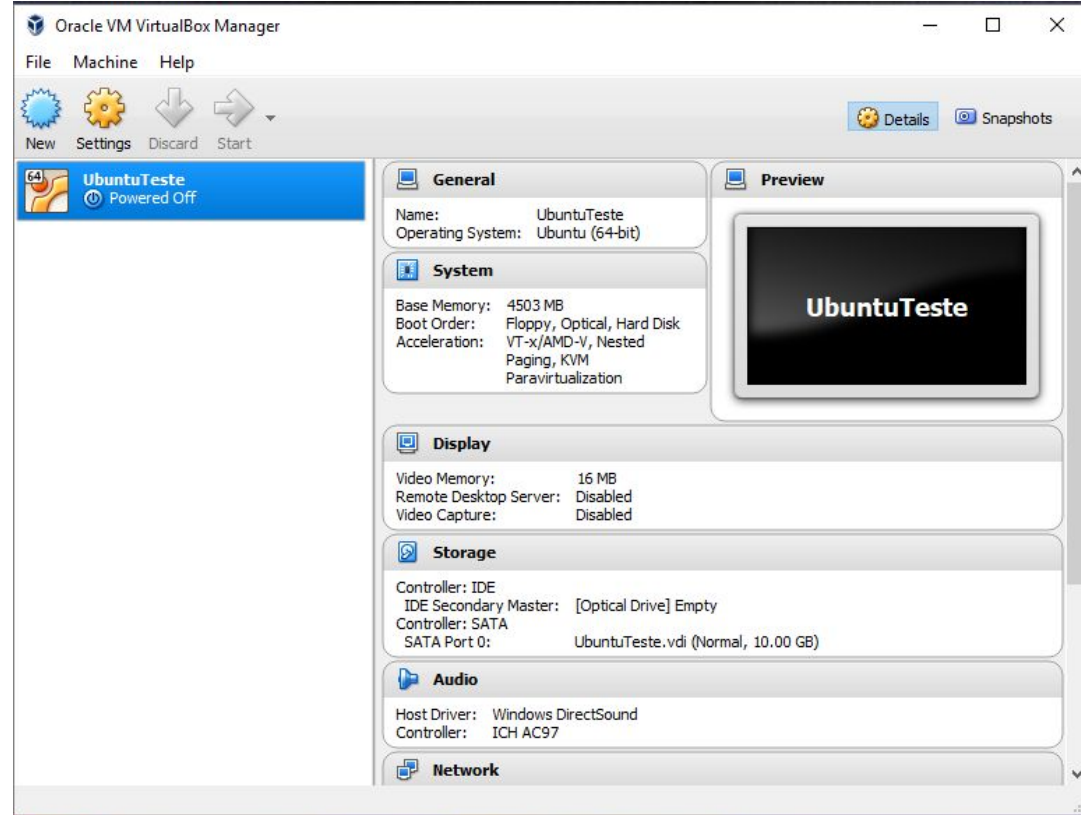 Oracle VM VirtualBox Manager
File Machine Help
New Settings Discard Start
Details Snapshots
64
UbuntuTeste
Powered Off
General
Name: UbuntuTeste
Operating System: Ubuntu (64-bit)
System
Base Memory: 4503 MB
Boot Order: Floppy, Optical, Hard Disk
Acceleration: VT-x/AMD-V, Nested
Paging, KVM
Paravirtualization
Preview
UbuntuTeste
Display
Video Memory: 16 MB
Remote Desktop Server: Disabled
Video Capture: Disabled
Storage
Controller: IDE
IDE Secondary Master: [Optical Drive] Empty
Controller: SATA
SATA Port 0: UbuntuTeste.vdi (Normal, 10.00 GB)
Audio
Host Driver: Windows DirectSound
Controller: ICH AC97
Network